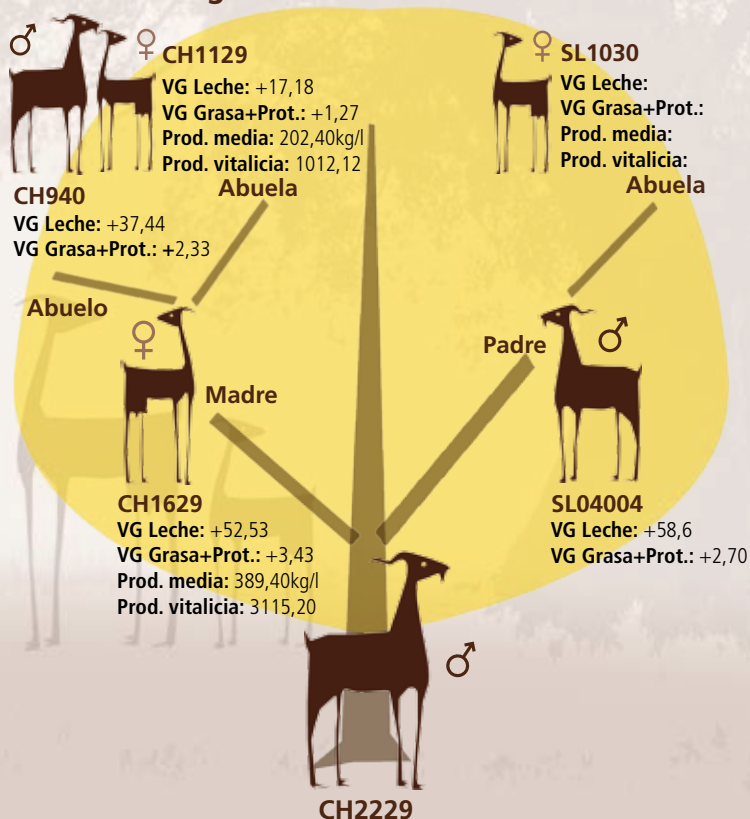 CH1129
VG Leche: +17,18
VG Grasa+Prot.: +1,27
Prod. media: 202,40kg/l
Prod. vitalicia: 1012,12
Abuela
CH940
VG Leche: +37,44
VG Grasa+Prot.: +2,33
Abuelo
SL1030
VG Leche:
VG Grasa+Prot.:
Prod. media:
Prod. vitalicia:
Abuela
Madre
CH1629
VG Leche: +52,53
VG Grasa+Prot.: +3,43
Prod. media: 389,40kg/l
Prod. vitalicia: 3115,20
Padre
SL04004
VG Leche: +58,6
VG Grasa+Prot.: +2,70
CH2229